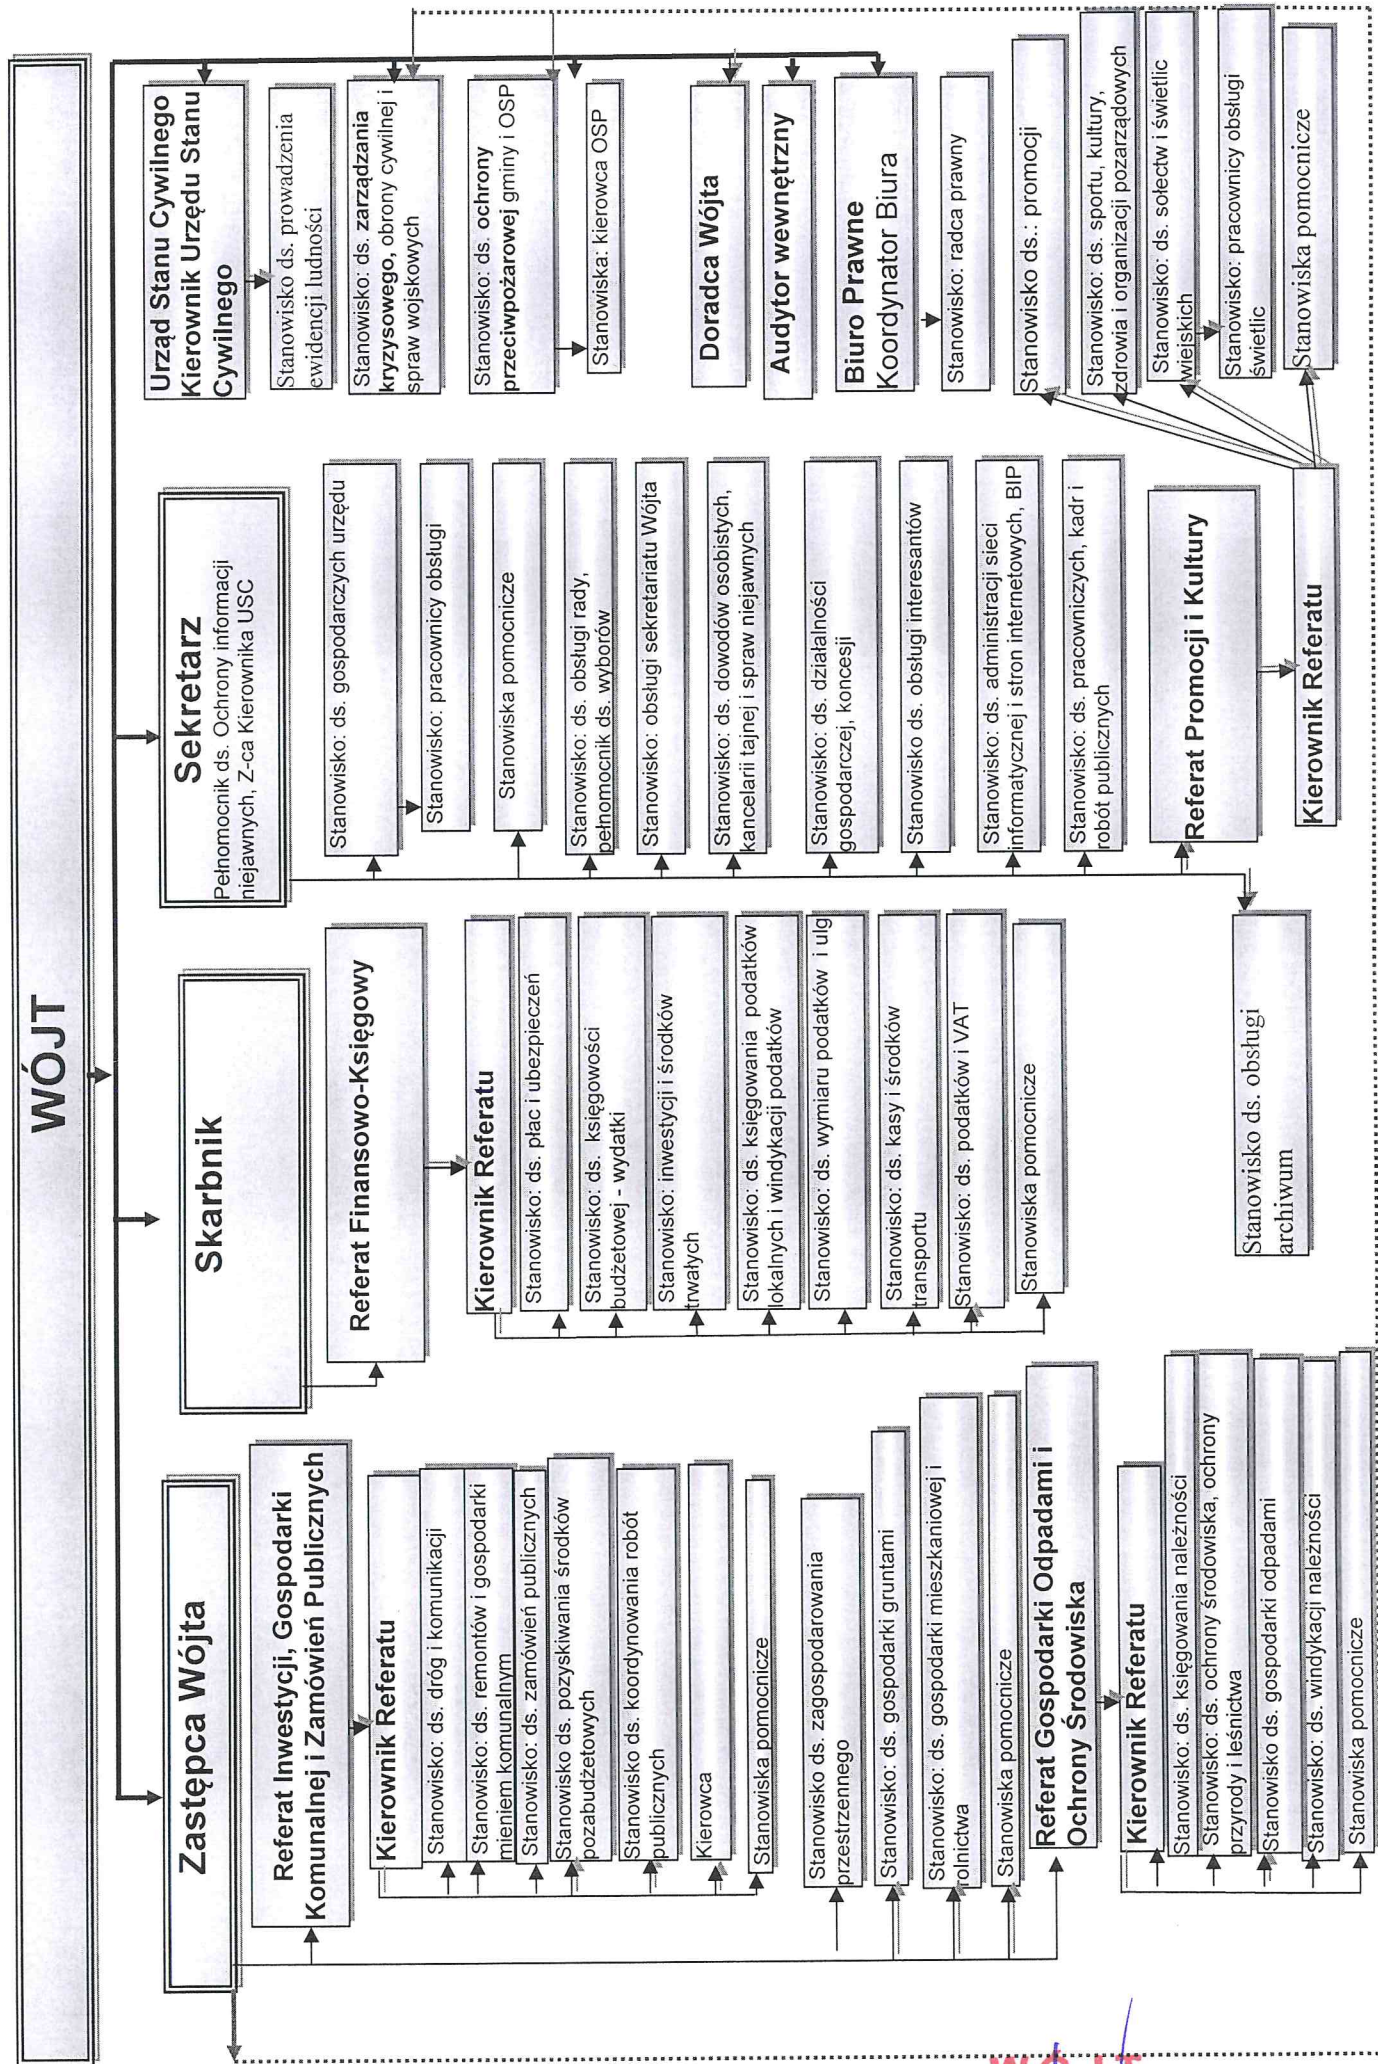 WÓJT
Zastępca Wójta
Referat Inwestycji, Gospodarki
Komunalnej i Zamówień Publicznych
Kierownik Referatu
Stanowisko: ds. dróg i komunikacji
Stanowisko: ds. remontów i gospodarki
mieniem komunalnym
Stanowisko: ds. zamówień publicznych
Stanowisko ds. pozyskiwania środków
pozabudżetowych
Stanowisko ds. koordynowania robót
publicznych
Kierowca
Stanowiska pomocnicze
Stanowisko ds. zagospodarowania
przestrzennego
Stanowisko: ds. gospodarki gruntami
Stanowisko: ds. gospodarki mieszkaniowej i
rolnictwa
Stanowiska pomocnicze
Referat Gospodarki Odpadami i
Ochrony Środowiska
Kierownik Referatu
Stanowisko: ds. księgowania należności
Stanowisko: ds. ochrony środowiska, ochrony
przyrody i leśnictwa
Stanowisko ds. gospodarki odpadami
Stanowisko: ds. windykacji należności
Stanowiska pomocnicze
Skarbnik
Referat Finansowo-Księgowy
Kierownik Referatu
Stanowisko: ds. płac i ubezpieczeń
Stanowisko: ds. księgowości
budżetowej - wydatki
Stanowisko: inwestycji i środków
trwałych
Stanowisko: ds. księgowania podatków
lokalnych i windykacji podatków
Stanowisko: ds. wymiaru podatków i ulg
Stanowisko: ds. kasy i środków
transportu
Stanowisko: ds. podatków i VAT
Stanowiska pomocnicze
Stanowisko ds. obsługi
archiwum
Sekretarz
Pełnomocnik ds. Ochrony informacji
niejawnych, Z-ca Kierownika USC
Stanowisko: ds. gospodarczych urzędu
Stanowisko: pracownicy obsługi
Stanowiska pomocnicze
Stanowisko: ds. obsługi rady,
pełnomocnik ds. wyborów
Stanowisko: obsługi sekretariatu Wójta
Stanowisko: ds. dowodów osobistych,
kancelarii tajnej i spraw niejawnych
Stanowisko: ds. działalności
gospodarczej, koncesji
Stanowisko ds. obsługi interesantów
Stanowisko: ds. administracji sieci
informatycznej i stron internetowych, BIP
Stanowisko: ds. pracowniczych, kadr i
robót publicznych
Referat Promocji i Kultury
Kierownik Referatu
Urząd Stanu Cywilnego
Kierownik Urzędu Stanu
Cywilnego
Stanowisko ds. prowadzenia
ewidencji ludności
Stanowisko: ds. zarządzania
kryzysowego, obrony cywilnej i
spraw wojskowych
Stanowisko: ds. ochrony
przeciwpożarowej gminy i OSP
Stanowiska: kierowca OSP
Doradca Wójta
Audytor wewnętrzny
Biuro Prawne
Koordynator Biura
Stanowisko: radca prawny
Stanowisko ds.: promocji
Stanowisko: ds. sportu, kultury,
zdrowia i organizacji pozarządowych
Stanowisko: ds. sołectw i świetlic
wiejskich
Stanowisko: pracownicy obsługi
świetlic
Stanowiska pomocnicze
WÓJT